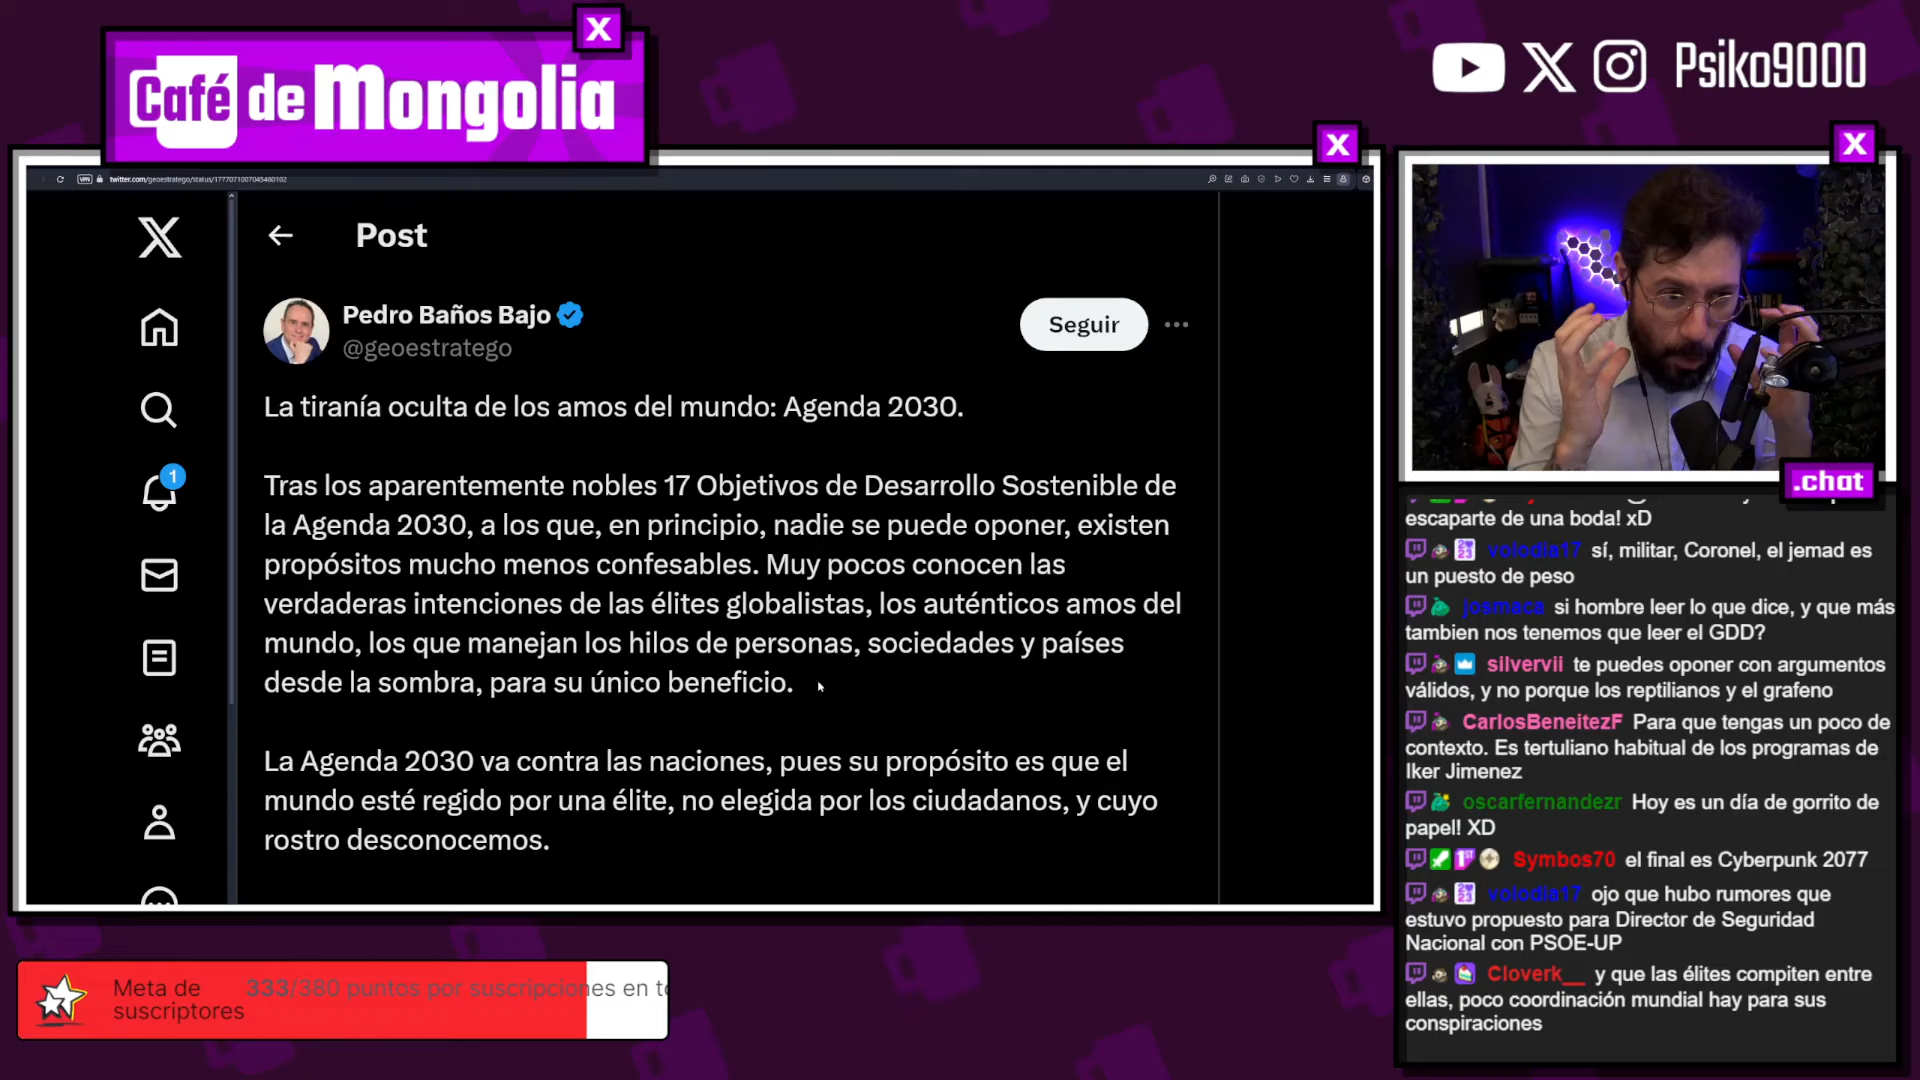 X
Café de Mongolia
Psiko9000
X
X
twitter.com/geoestratego/status/1777071007045460102
VPN
Post
Pedro Baños Bajo
@geoestratego
Seguir
1
La tiranía oculta de los amos del mundo: Agenda 2030.
Tras los aparentemente nobles 17 Objetivos de Desarrollo Sostenible de
la Agenda 2030, a los que, en principio, nadie se puede oponer, existen
propósitos mucho menos confesables. Muy pocos conocen las
verdaderas intenciones de las élites globalistas, los auténticos amos del
mundo, los que manejan los hilos de personas, sociedades y países
desde la sombra, para su único beneficio.
La Agenda 2030 va contra las naciones, pues su propósito es que el
mundo esté regido por una élite, no elegida por los ciudadanos, y cuyo
rostro desconocemos.
.chat
escaparte de una boda! xD
volodia17 sí, militar, Coronel, el jemad es
un puesto de peso
josmaca si hombre leer lo que dice, y que más
tambien nos tenemos que leer el GDD?
silvervii te puedes oponer con argumentos
válidos, y no porque los reptilianos y el grafeno
CarlosBeneitezF Para que tengas un poco de
contexto. Es tertuliano habitual de los programas de
Iker Jimenez
oscarfernandezr Hoy es un día de gorrito de
papel! XD
Symbos70 el final es Cyberpunk 2077
volodia17 ojo que hubo rumores que
estuvo propuesto para Director de Seguridad
Nacional con PSOE-UP
Cloverk__ y que las élites compiten entre
ellas, poco coordinación mundial hay para sus
conspiraciones
Meta de
suscriptores
333/380 puntos por suscripciones en t